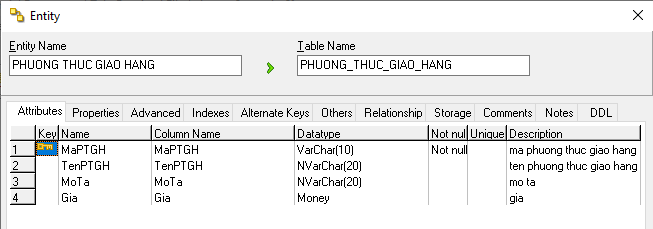 Entity
Entity Name Table Name
PHUONG THUC GIAO HANG PHUONG_THUC_GIAO_HANG
Attributes Properties Advanced Indexes Alternate Keys Others Relationship Storage Comments Notes DDL
Key Name Column Name Datatype Not null Unique Description
1 MaPTGH MaPTGH VarChar(10) Not null ma phuong thuc giao hang
2 TenPTGH TenPTGH NVarChar(20) ten phuong thuc giao hang
3 MoTa MoTa NVarChar(20) mo ta
4 Gia Gia Money gia